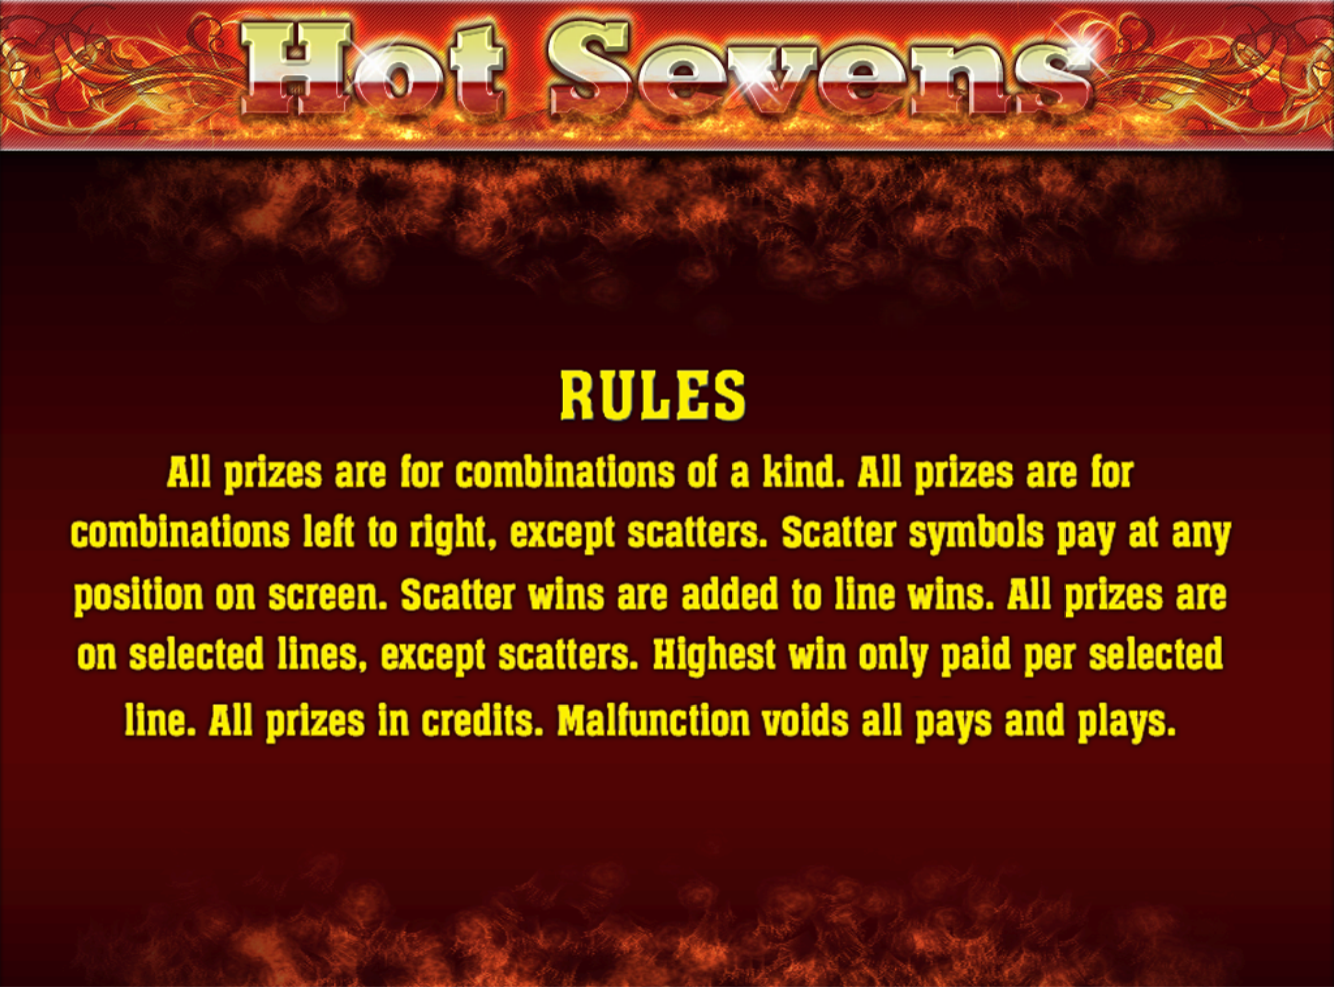 Hot Sevens
RULES
All prizes are for combinations of a kind. All prizes are for
combinations left to right, except scatters. Scatter symbols pay at any
position on screen. Scatter wins are added to line wins. All prizes are
on selected lines, except scatters. Highest win only paid per selected
line. All prizes in credits. Malfunction voids all pays and plays.